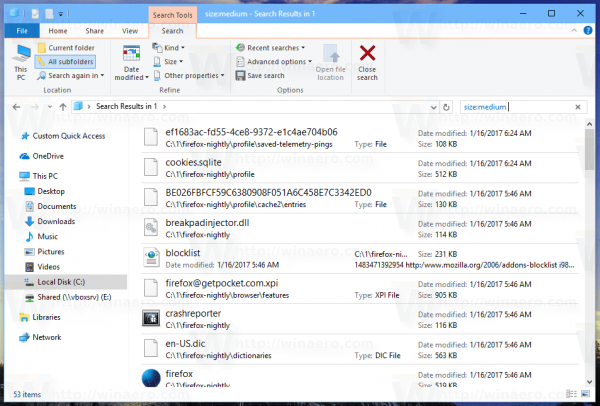 Search Tools
size:medium - Search Results in 1
File
Home
Share
View
Search
This PC
Current folder
All subfolders
Search again in
Location
Date modified
Kind
Size
Other properties
Refine
Recent searches
Advanced options
Save search
Open file location
Options
Close search
Search Results in 1
size:medium
Custom Quick Access
OneDrive
This PC
Desktop
Documents
Downloads
Music
Pictures
Videos
Local Disk (C:)
Shared (\\vboxsrv) (E:)
Libraries
Network
ef1683ac-fd55-4ce8-9372-e1c4ae704b06
Date modified: 1/16/2017 6:24 AM
C:\1\firefox-nightly\profile\saved-telemetry-pings
Type: File
Size: 108 KB
cookies.sqlite
Date modified: 1/16/2017 6:24 AM
C:\1\firefox-nightly\profile
Size: 512 KB
BE026FBFCF59C6380908F051A6C458E7C3342ED0
Date modified: 1/16/2017 5:46 AM
C:\1\firefox-nightly\profile\cache2\entries
Type: File
Size: 130 KB
breakpadinjector.dll
Date modified: 1/16/2017 5:46 AM
C:\1\firefox-nightly
Size: 114 KB
blocklist
C:\1\firefox-ni...
Size: 231 KB
Date modified: 1/16/2017 5:46 AM
1483471392954 http://www.mozilla.org/2006/addons-blocklist i98...
firefox@getpocket.com.xpi
Date modified: 1/16/2017 5:46 AM
C:\1\firefox-nightly\browser\features
Type: XPI File
Size: 905 KB
crashreporter
Date modified: 1/16/2017 5:46 AM
C:\1\firefox-nightly
Size: 116 KB
en-US.dic
Date modified: 1/16/2017 5:46 AM
C:\1\firefox-nightly\dictionaries
Type: DIC File
Size: 563 KB
firefox
Date modified: 1/16/2017 5:46 AM
C:\1\firefox-nightly
Size: 519 KB
53 items
http://winaero.com